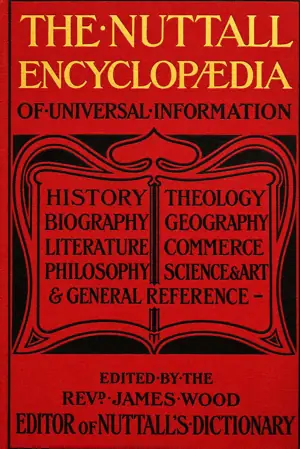 THE·NUTTALL
ENCYCLOPÆDIA
OF·UNIVERSAL·INFORMATION
HISTORY THEOLOGY
BIOGRAPHY GEOGRAPHY
LITERATURE COMMERCE
PHILOSOPHY SCIENCE&ART
& GENERAL REFERENCE–
EDITED·BY·THE
REVᴰ·JAMES·WOOD
EDITOR OF NUTTALL'S·DICTIONARY